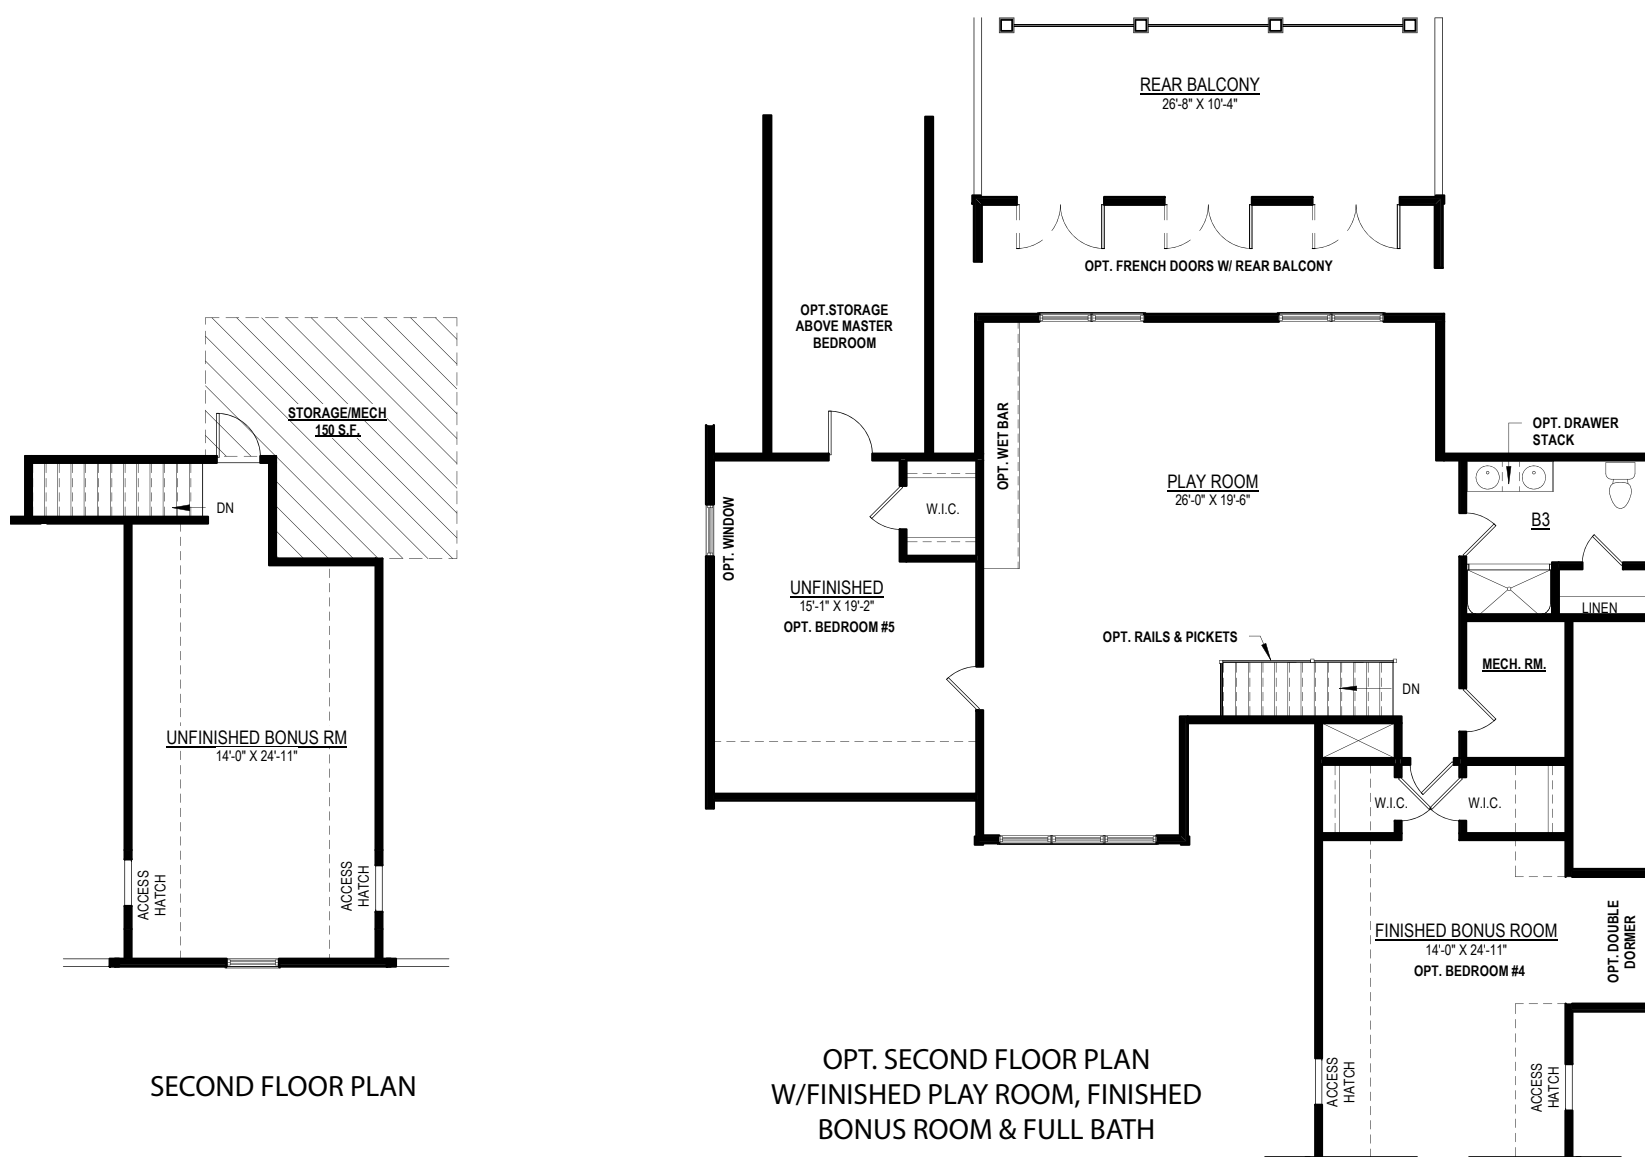 REAR BALCONY
26'-8" X 10'-4"
OPT. FRENCH DOORS W/ REAR BALCONY
OPT.STORAGE
ABOVE MASTER
BEDROOM
STORAGE/MECH
150 S.F.
DN
UNFINISHED BONUS RM
14'-0" X 24'-11"
ACCESS
HATCH
ACCESS
HATCH
SECOND FLOOR PLAN
OPT. WET BAR
OPT. DRAWER
STACK
PLAY ROOM
26'-0" X 19'-6"
W.I.C.
B3
OPT. WINDOW
UNFINISHED
15'-1" X 19'-2"
OPT. BEDROOM #5
LINEN
OPT. RAILS & PICKETS
MECH. RM.
DN
W.I.C.
W.I.C.
FINISHED BONUS ROOM
14'-0" X 24'-11"
OPT. BEDROOM #4
OPT. DOUBLE
DORMER
ACCESS
HATCH
ACCESS
HATCH
OPT. SECOND FLOOR PLAN
W/FINISHED PLAY ROOM, FINISHED
BONUS ROOM & FULL BATH